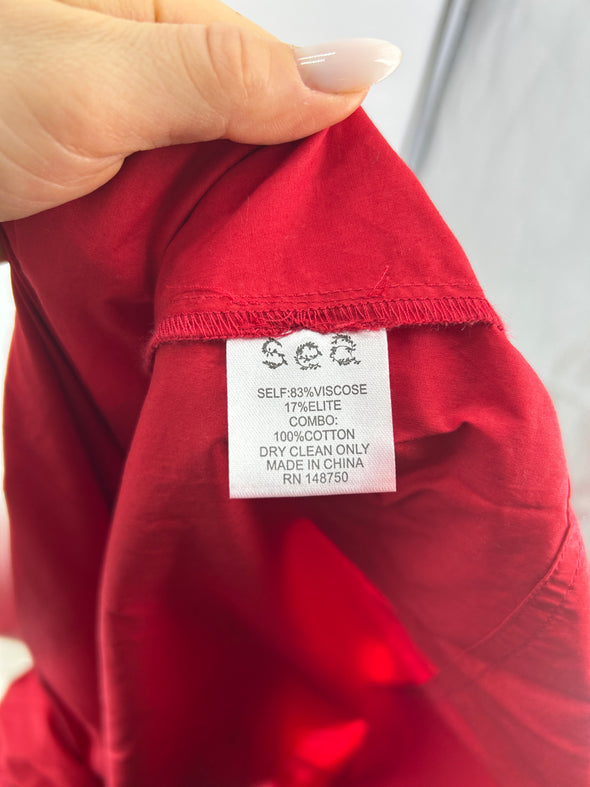 sea
SELF:83%VISCOSE
17%ELITE
COMBO:
100%COTTON
DRY CLEAN ONLY
MADE IN CHINA
RN 148750